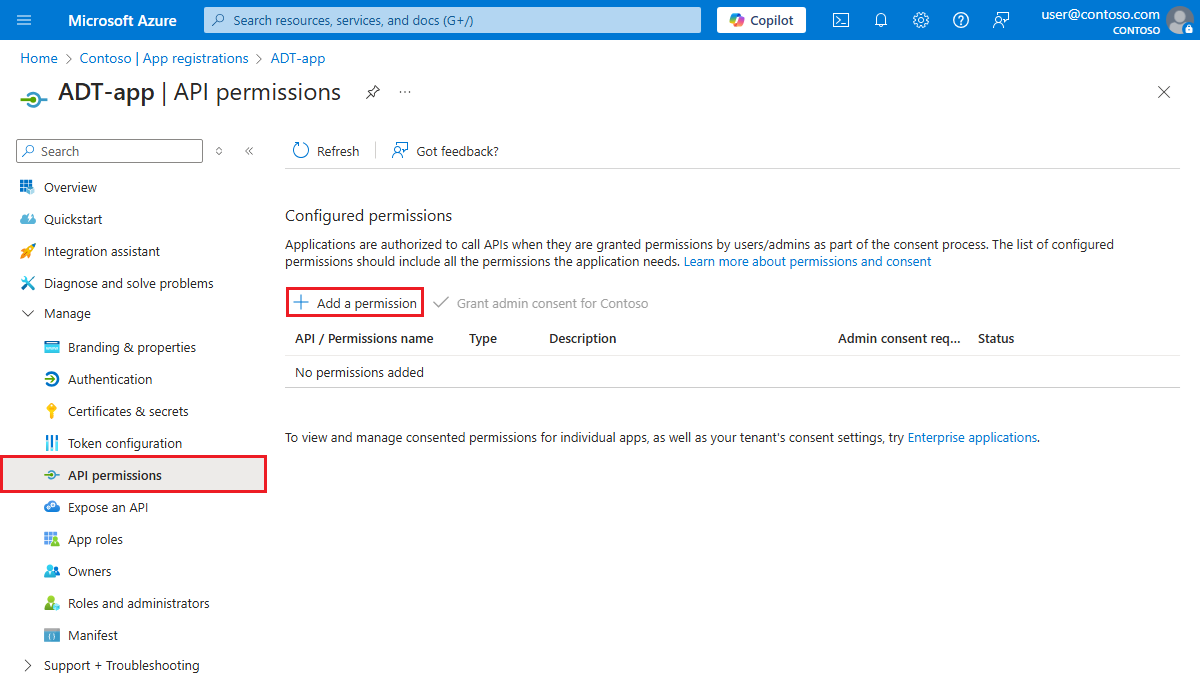 Microsoft Azure
Search resources, services, and docs (G+/)
Copilot
user@contoso.com
CONTOSO
Home > Contoso | App registrations > ADT-app
ADT-app | API permissions
Search
Refresh
Got feedback?
Overview
Quickstart
Integration assistant
Diagnose and solve problems
Manage
Branding & properties
Authentication
Certificates & secrets
Token configuration
API permissions
Expose an API
App roles
Owners
Roles and administrators
Manifest
Support + Troubleshooting
Configured permissions
Applications are authorized to call APIs when they are granted permissions by users/admins as part of the consent process. The list of configured
permissions should include all the permissions the application needs. Learn more about permissions and consent
Add a permission
Grant admin consent for Contoso
API / Permissions name Type Description Admin consent req... Status
No permissions added
To view and manage consented permissions for individual apps, as well as your tenant's consent settings, try Enterprise applications.